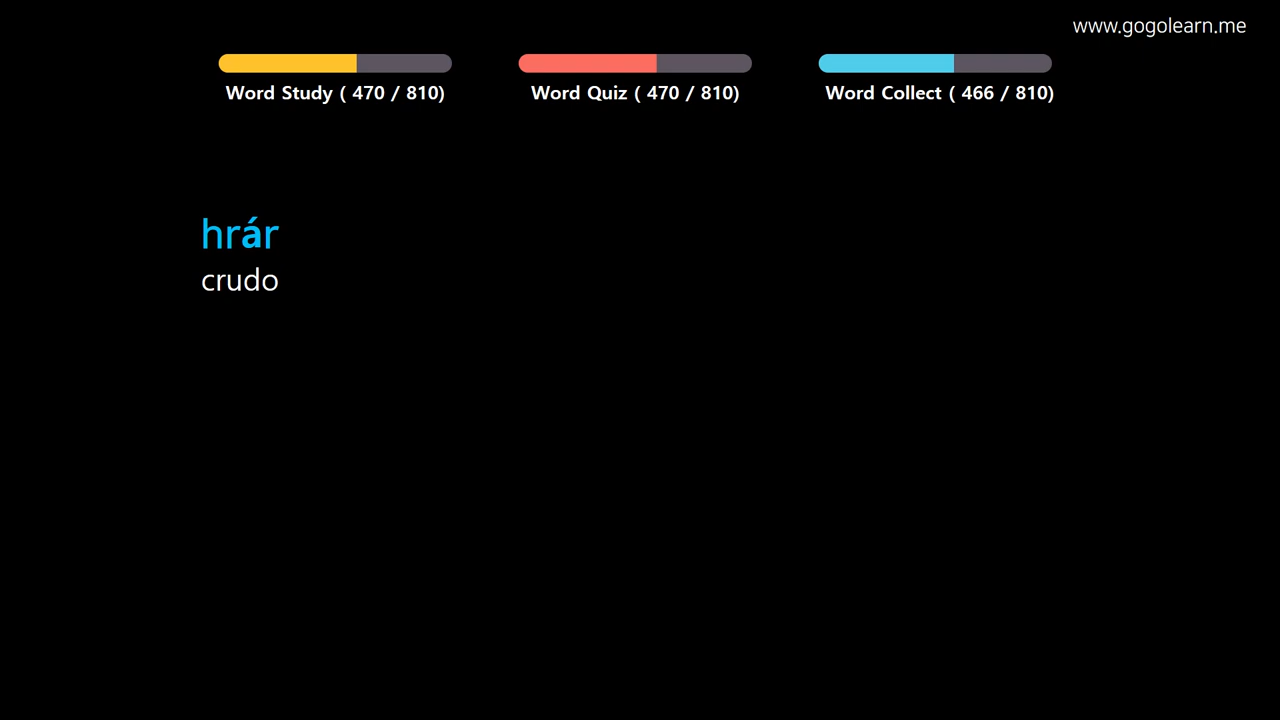 www.gogolearn.me
Word Study ( 470 / 810)
Word Quiz ( 470 / 810)
Word Collect ( 466 / 810)
hrár
crudo